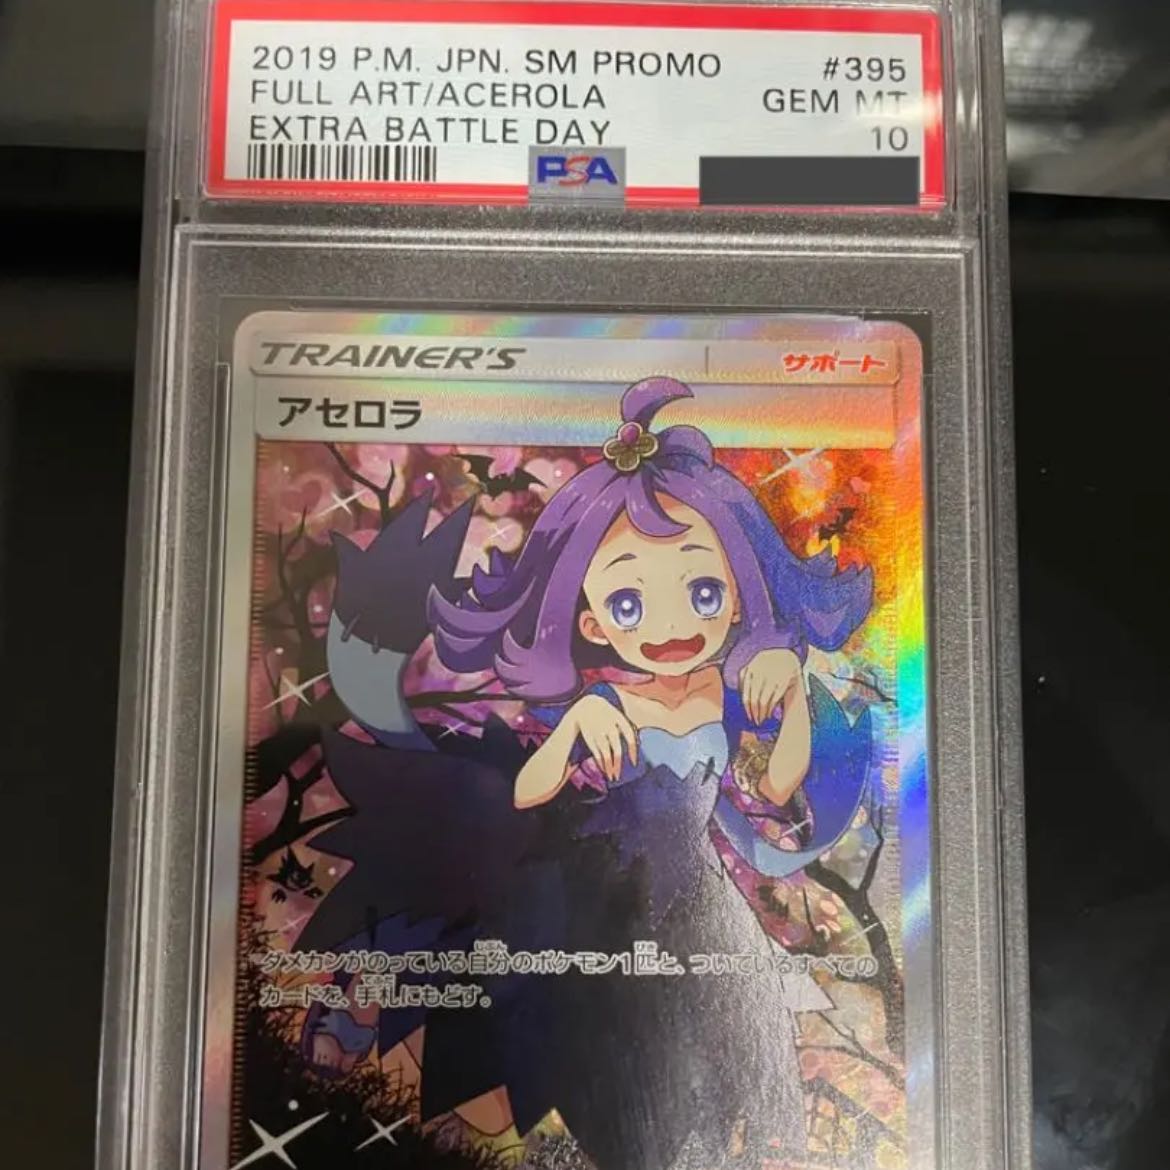 2019 P.M. JPN. SM PROMO #395
FULL ART/ACEROLA GEM MT
EXTRA BATTLE DAY 10
PSA
TRAINER'S サポート
アセロラ
ダメカンがのっている自分のポケモン1匹と、ついているすべての
カードを、手札にもどす。